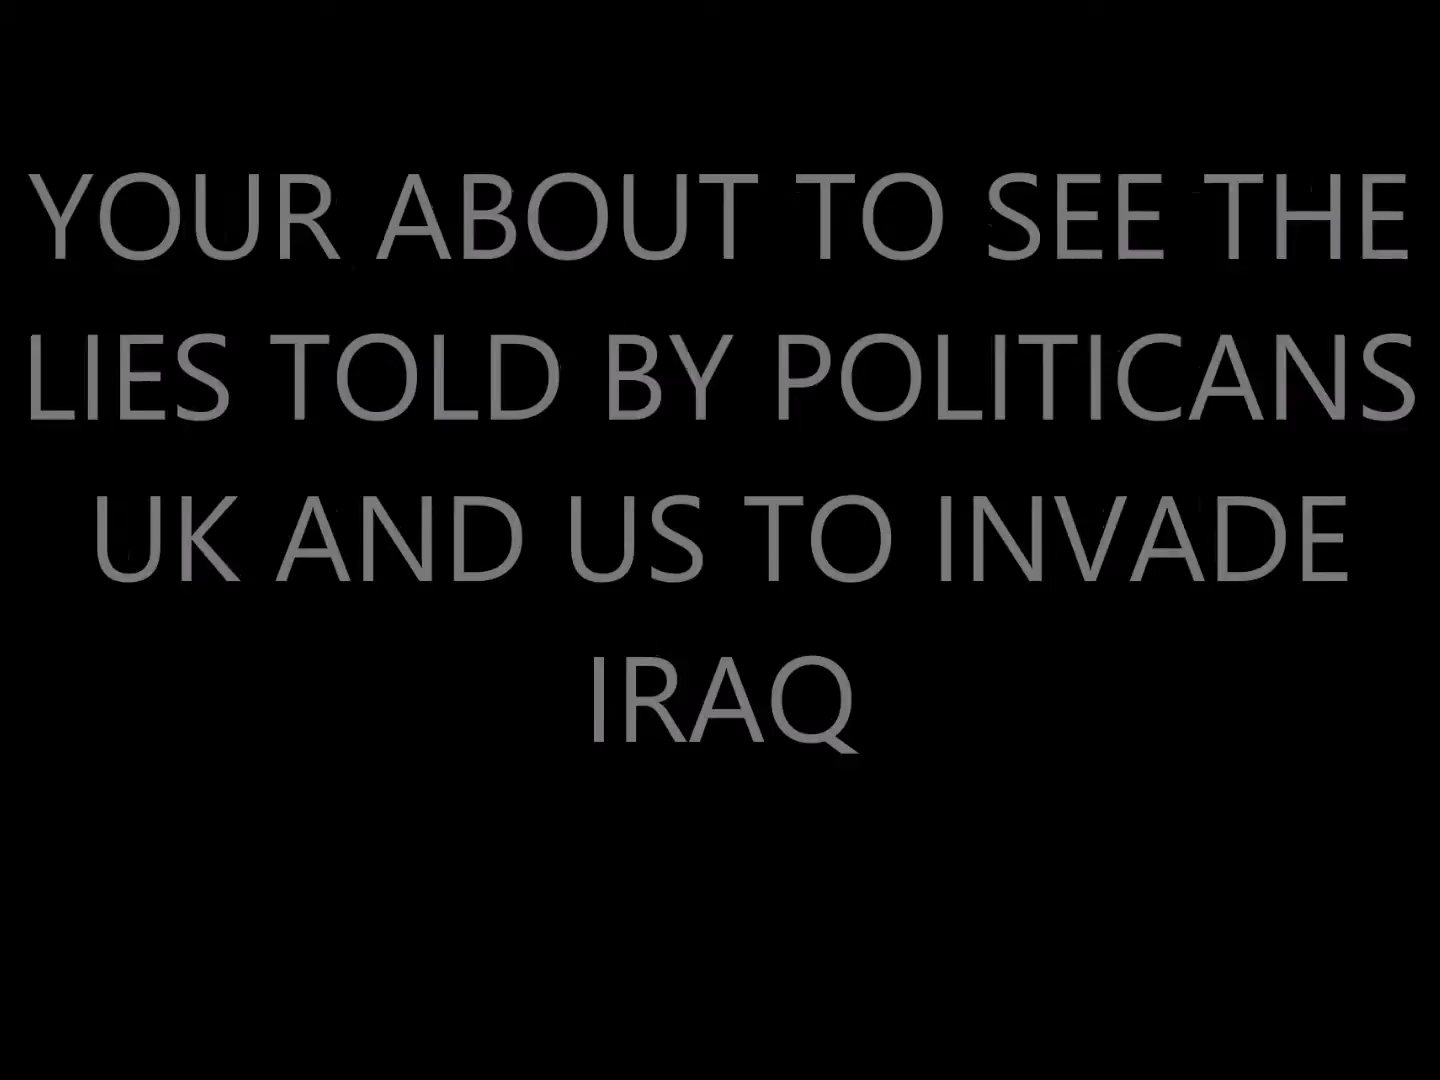 YOUR ABOUT TO SEE THE
LIES TOLD BY POLITICANS
UK AND US TO INVADE
IRAQ